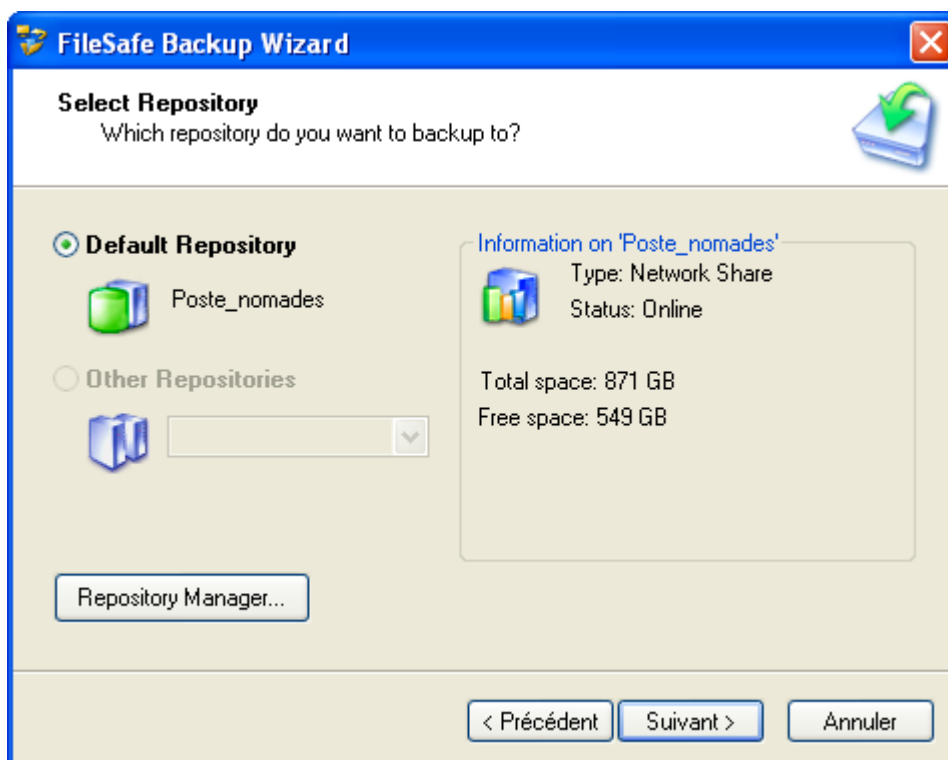 FileSafe Backup Wizard
Select Repository
Which repository do you want to backup to?
Default Repository
Poste_nomades
Other Repositories
Information on 'Poste_nomades'
Type: Network Share
Status: Online
Total space: 871 GB
Free space: 549 GB
Repository Manager...
< Précédent
Suivant >
Annuler